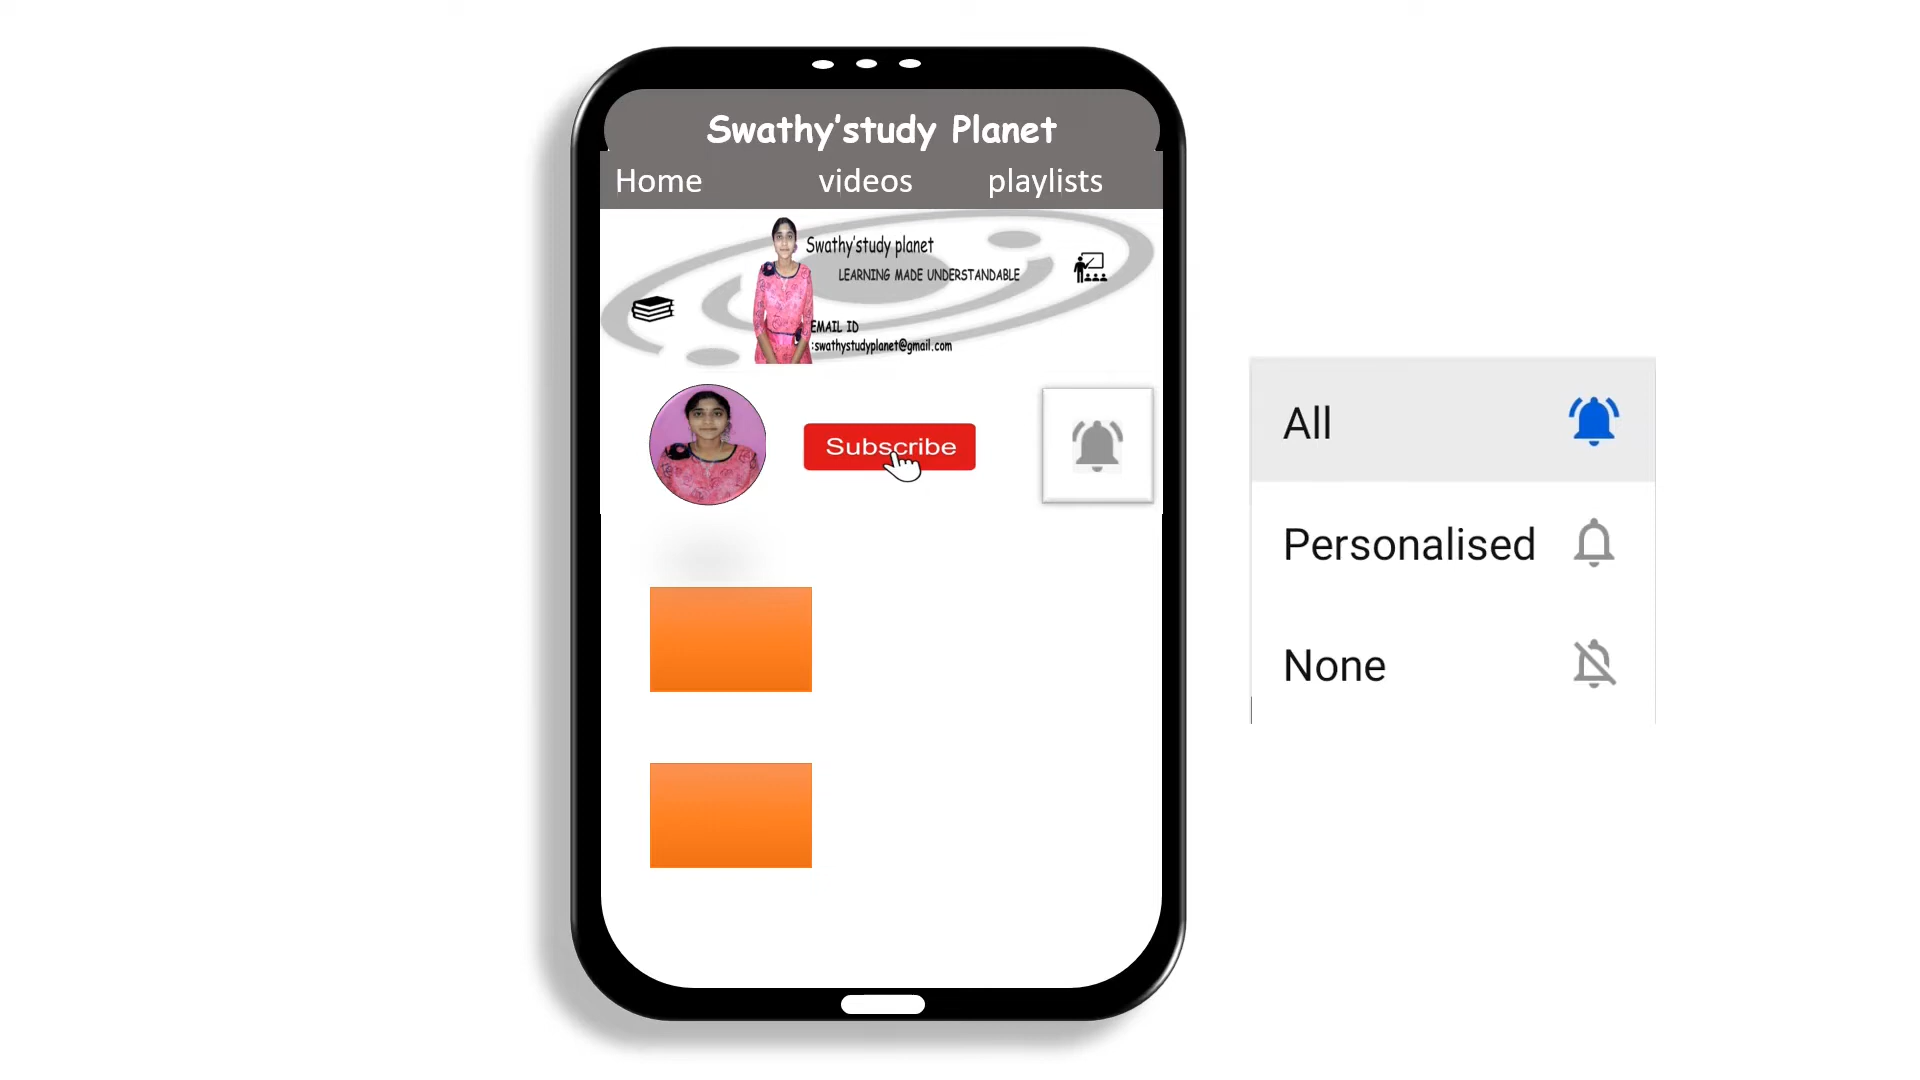 Swathy'study Planet
Home videos playlists
Swathy'study planet
LEARNING MADE UNDERSTANDABLE
EMAIL ID
:swathystudyplanet@gmail.com
Subscribe
All
Personalised
None